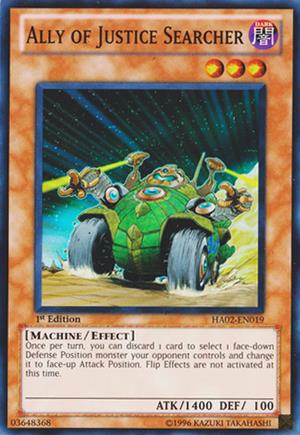 ALLY OF JUSTICE SEARCHER
DARK
闇
1st Edition
HA02-EN019
[MACHINE/EFFECT]
Once per turn, you can discard 1 card to select 1 face-down
Defense Position monster your opponent controls and change
it to face-up Attack Position. Flip Effects are not activated at
this time.
ATK/1400 DEF/ 100
03648368
©1996 KAZUKI TAKAHASHI